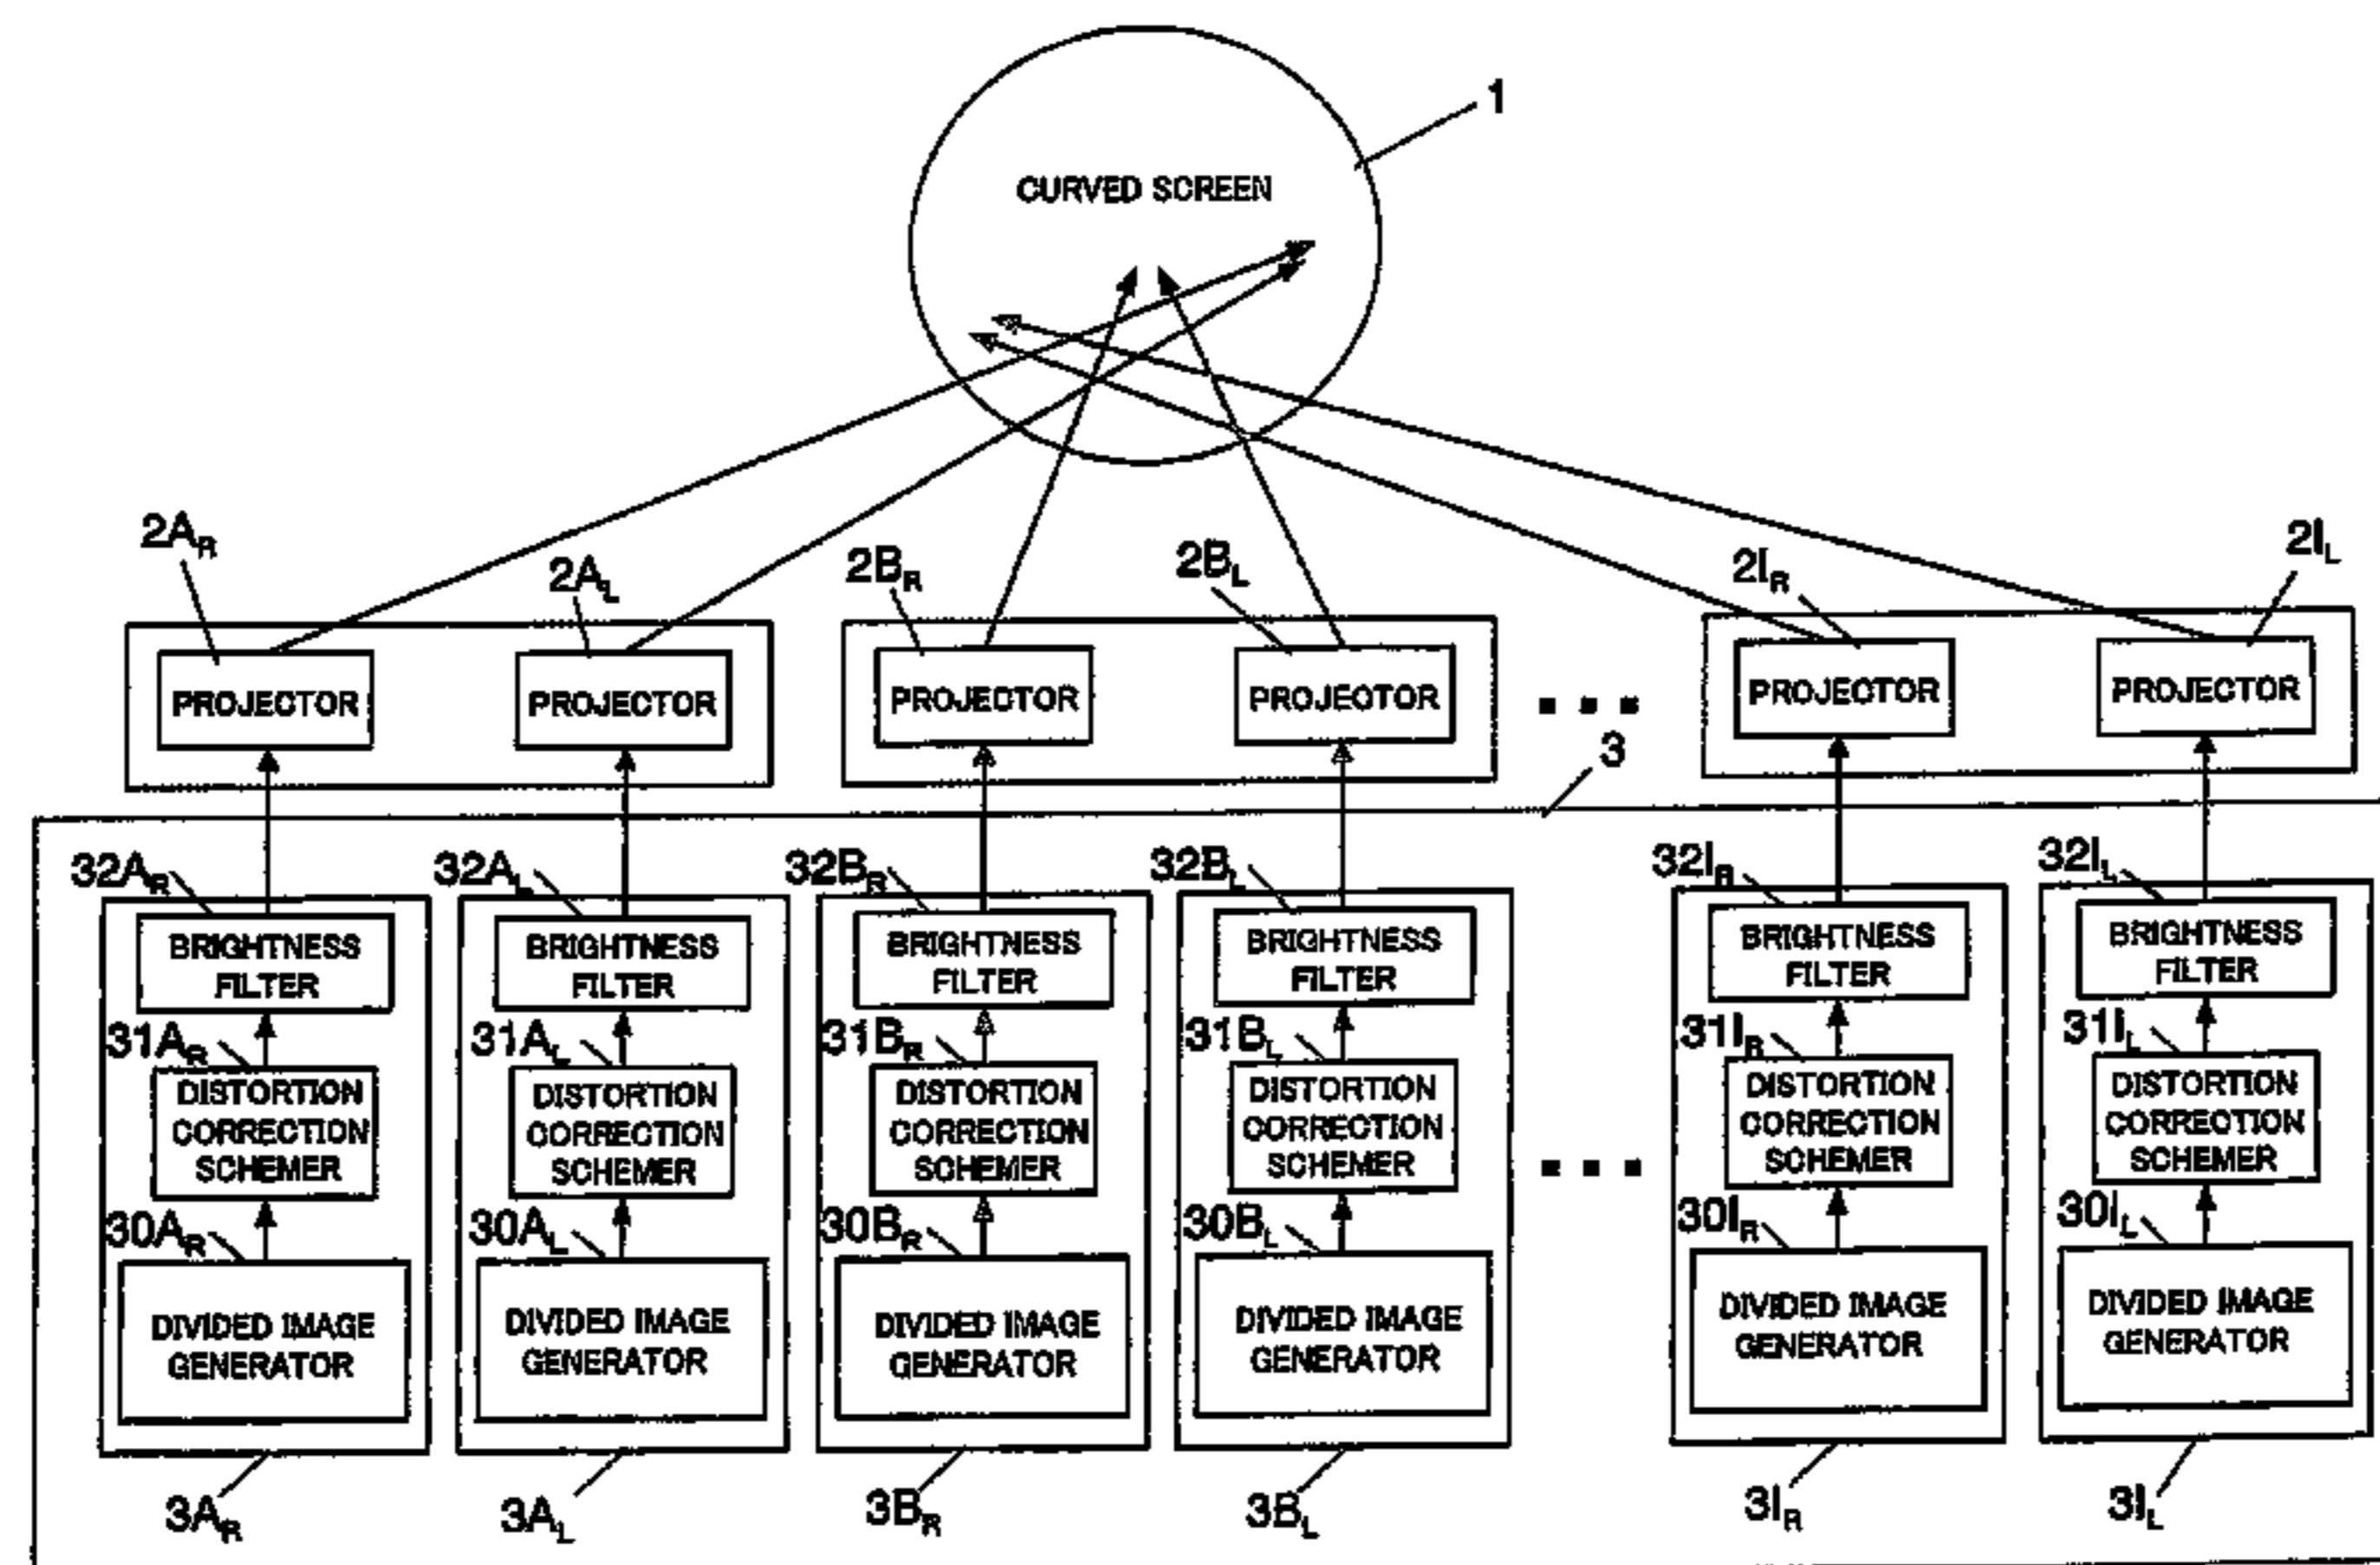 1
CURVED SCREEN
2A_R
2A_L
2B_R
2B_L
2I_R
2I_L
PROJECTOR
PROJECTOR
PROJECTOR
PROJECTOR
PROJECTOR
PROJECTOR
3
32A_R
32A_L
32B_R
32B_L
32I_R
32I_L
BRIGHTNESS
FILTER
BRIGHTNESS
FILTER
BRIGHTNESS
FILTER
BRIGHTNESS
FILTER
BRIGHTNESS
FILTER
BRIGHTNESS
FILTER
31A_R
31A_L
31B_R
31B_L
31I_R
31I_L
DISTORTION
CORRECTION
SCHEMER
DISTORTION
CORRECTION
SCHEMER
DISTORTION
CORRECTION
SCHEMER
DISTORTION
CORRECTION
SCHEMER
DISTORTION
CORRECTION
SCHEMER
DISTORTION
CORRECTION
SCHEMER
30A_R
30A_L
30B_R
30B_L
30I_R
30I_L
DIVIDED IMAGE
GENERATOR
DIVIDED IMAGE
GENERATOR
DIVIDED IMAGE
GENERATOR
DIVIDED IMAGE
GENERATOR
DIVIDED IMAGE
GENERATOR
DIVIDED IMAGE
GENERATOR
3A_R
3A_L
3B_R
3B_L
3I_R
3I_L